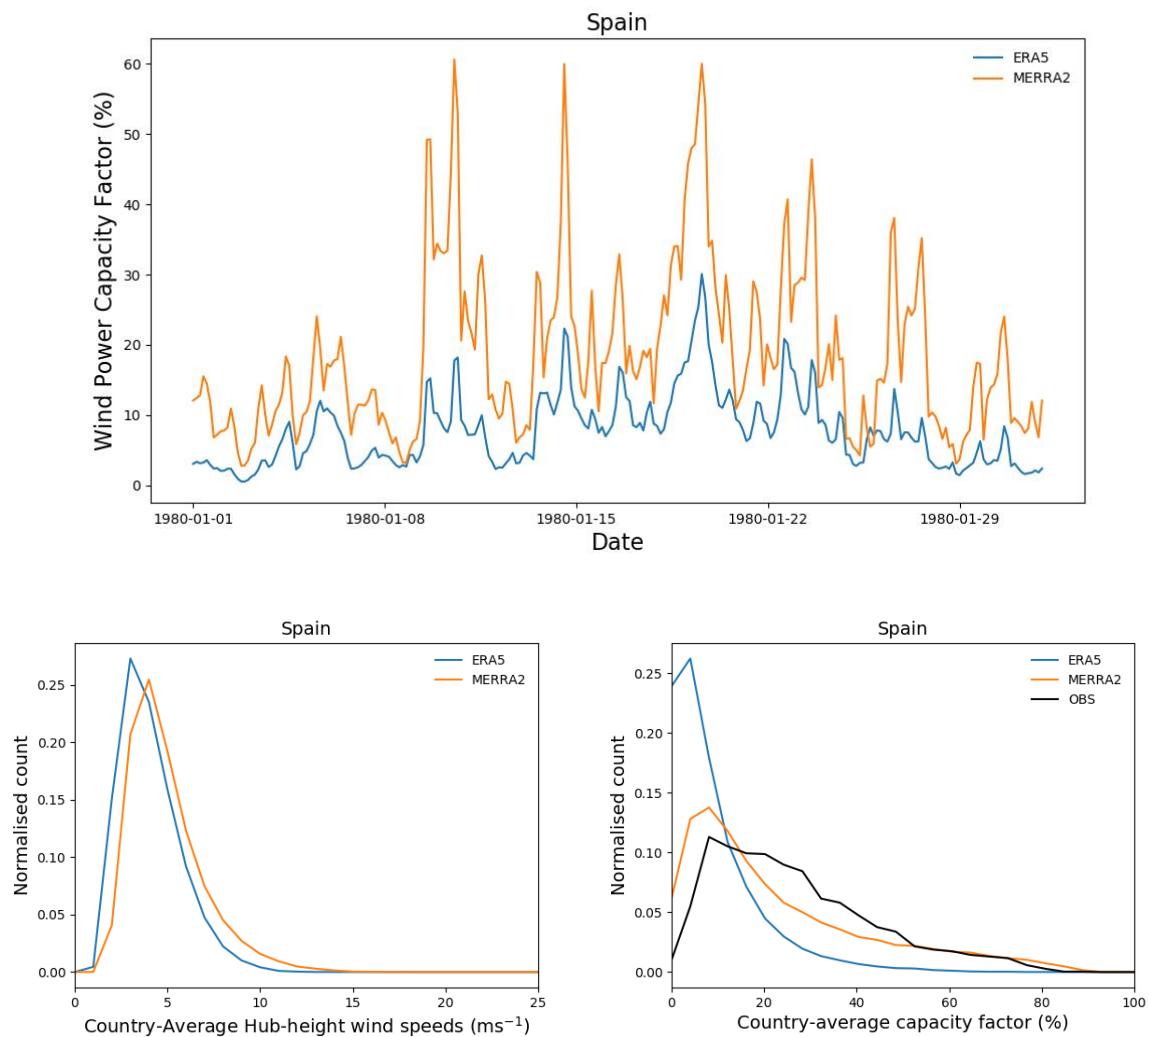 Spain
Wind Power Capacity Factor (%)
60
50
40
30
20
10
0
ERA5
MERRA2
1980-01-01 1980-01-08 1980-01-15 1980-01-22 1980-01-29
Date
Spain
Normalised count
0.25
0.20
0.15
0.10
0.05
0.00
ERA5
MERRA2
0 5 10 15 20 25
Country-Average Hub-height wind speeds (ms⁻¹)
Spain
Normalised count
0.25
0.20
0.15
0.10
0.05
0.00
ERA5
MERRA2
OBS
0 20 40 60 80 100
Country-average capacity factor (%)